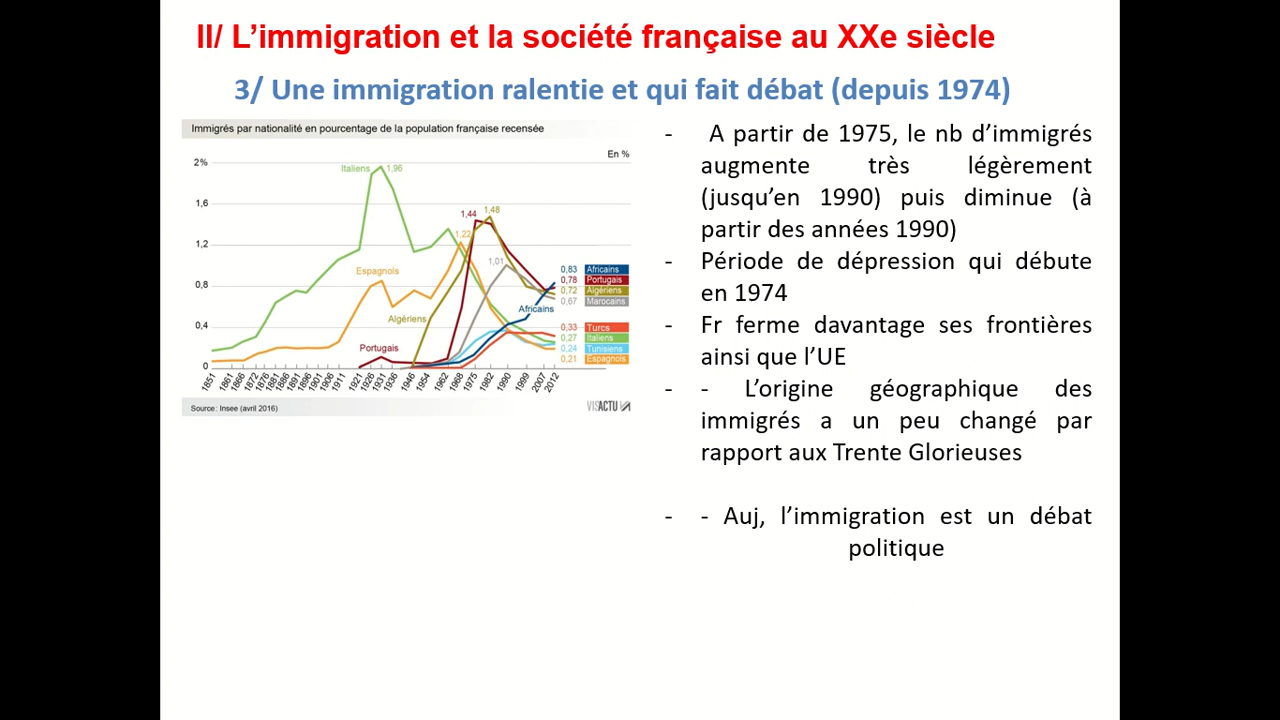 II/ L’immigration et la société française au XXe siècle
3/ Une immigration ralentie et qui fait débat (depuis 1974)
Immigrés par nationalité en pourcentage de la population française recensée
En %
2%
1,6
1,2
0,8
0,4
0
Italiens
1,96
Espagnols
Algériens
Portugais
1,44
1,48
1,22
1,01
Africains
0,83 Africains
0,78 Portugais
0,72 Algériens
0,67 Marocains
0,33 Turcs
0,27 Italiens
0,24 Tunisiens
0,21 Espagnols
1851 1861 1866 1872 1876 1881 1886 1891 1896 1901 1906 1911 1921 1926 1931 1936 1946 1954 1962 1968 1975 1982 1990 1999 2007 2012
Source: Insee (avril 2016)
VISACTU
- A partir de 1975, le nb d’immigrés
augmente très légèrement
(jusqu’en 1990) puis diminue (à
partir des années 1990)
- Période de dépression qui débute
en 1974
- Fr ferme davantage ses frontières
ainsi que l’UE
- - L’origine géographique des
immigrés a un peu changé par
rapport aux Trente Glorieuses
- - Auj, l’immigration est un débat
politique